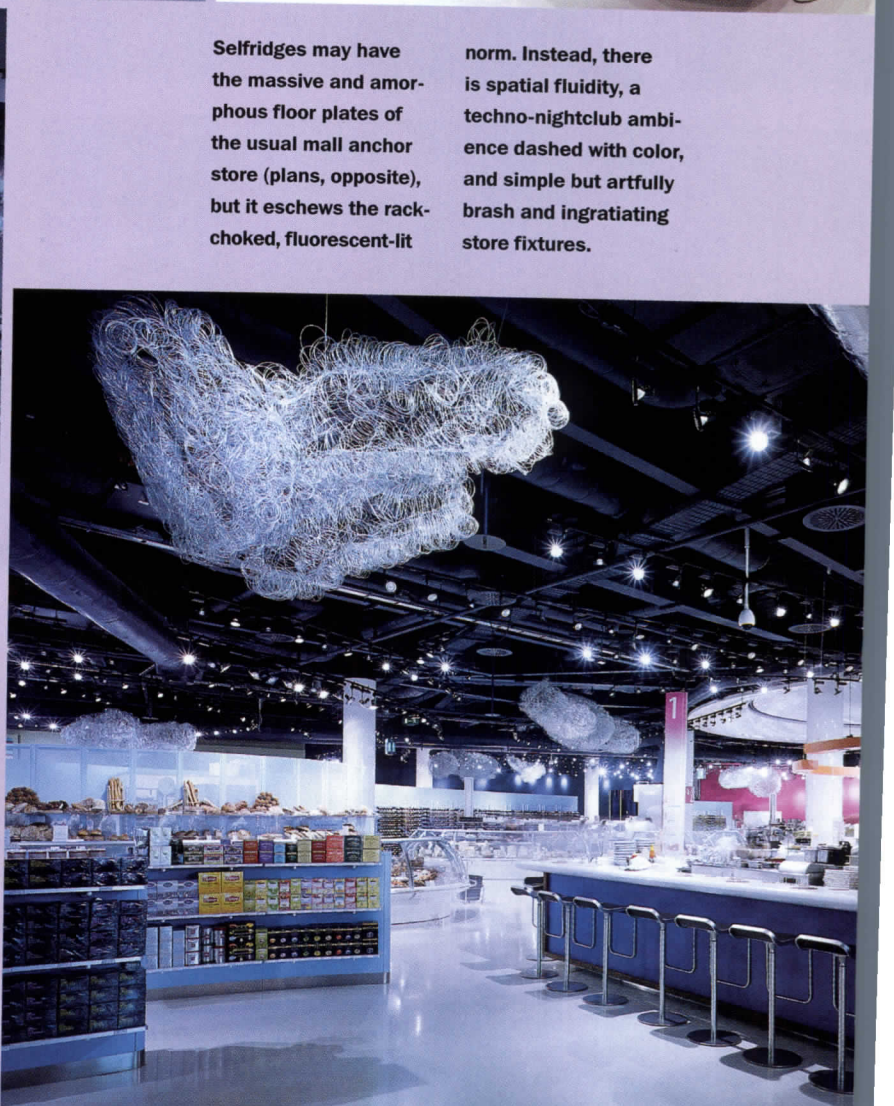 Selfridges may have
the massive and amor-
phous floor plates of
the usual mall anchor
store (plans, opposite),
but it eschews the rack-
choked, fluorescent-lit
norm. Instead, there
is spatial fluidity, a
techno-nightclub ambi-
ence dashed with color,
and simple but artfully
brash and ingratiating
store fixtures.
1